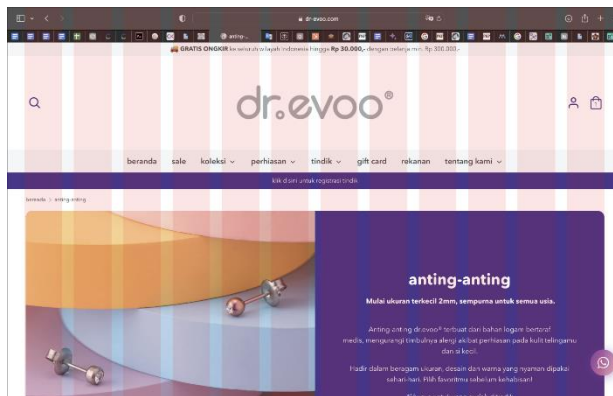 dr-evoo.com
anting-..
GRATIS ONGKIR ke seluruh wilayah Indonesia hingga Rp 30.000,- dengan belanja min. Rp 300.000,-
dr.evoo®
beranda sale koleksi perhiasan tindik gift card rekanan tentang kami
klik disini untuk registrasi tindik
beranda > anting-anting
anting-anting
Mulai ukuran terkecil 2mm, sempurna untuk semua usia.
Anting-anting dr.evoo® terbuat dari bahan logam bertaraf
medis, mengurangi timbulnya alergi akibat perhiasan pada kulit telingamu
dan si kecil.
Hadir dalam beragam ukuran, desain dan warna yang nyaman dipakai
sehari-hari. Pilih favoritmu sebelum kehabisan!